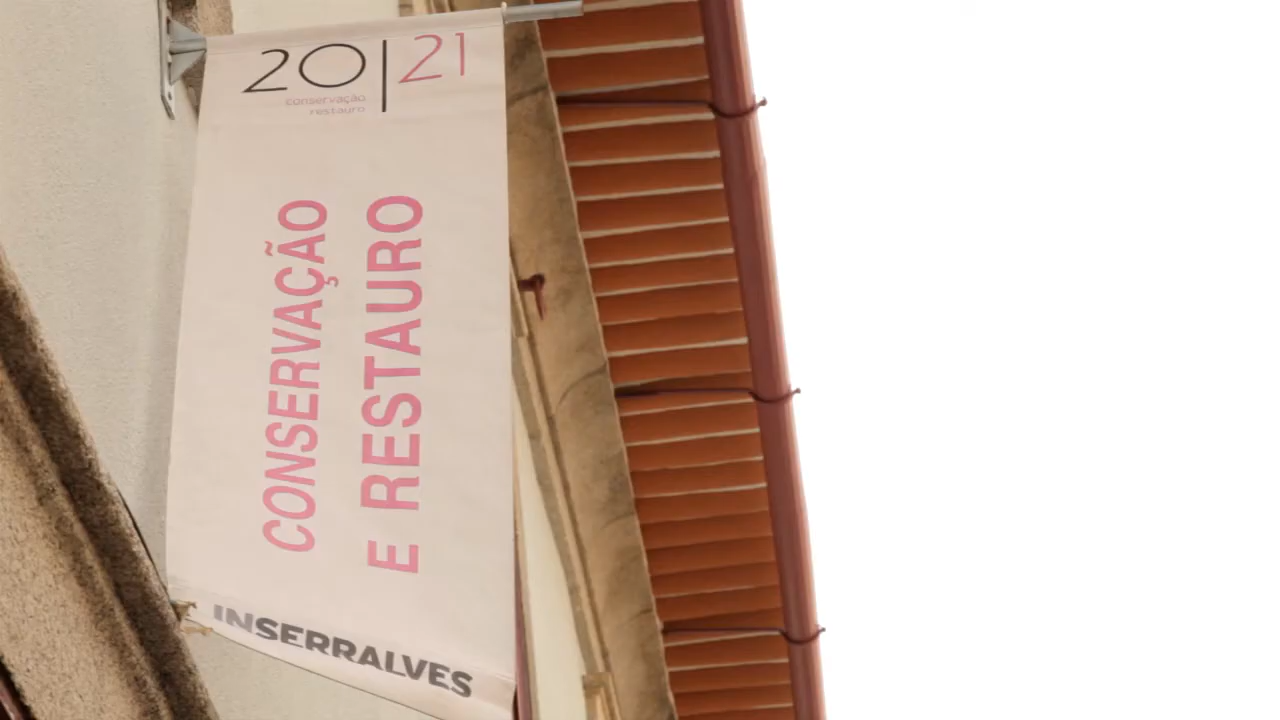 20|21
conservação
restauro
CONSERVAÇÃO
E RESTAURO
INSERRALVES